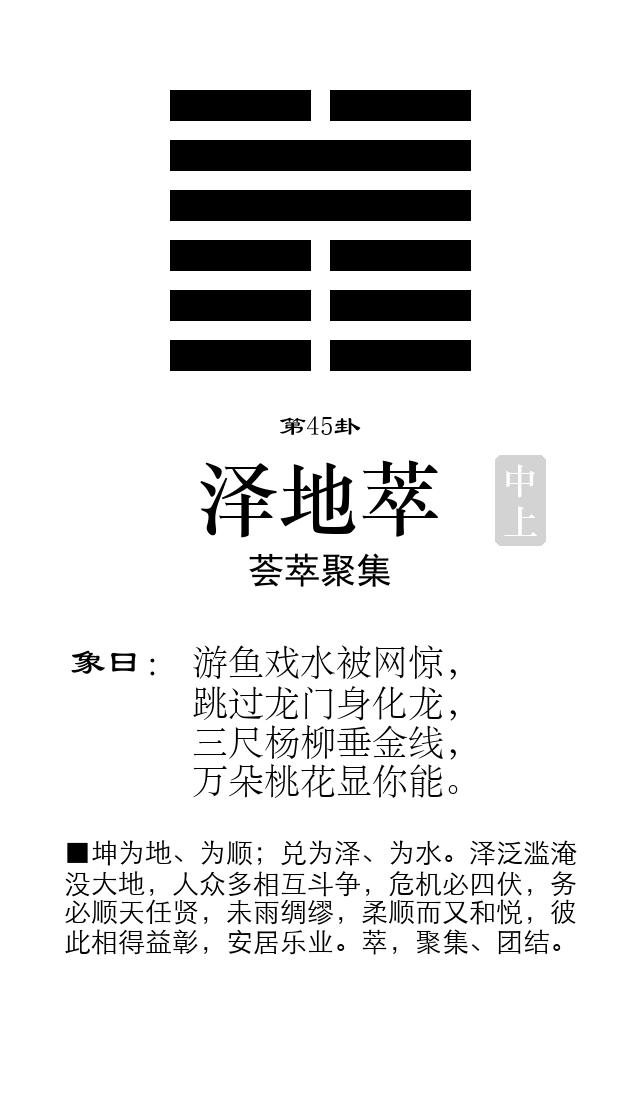 第45卦
泽地萃
中上
荟萃聚集
象曰：游鱼戏水被网惊，
跳过龙门身化龙，
三尺杨柳垂金线，
万朵桃花显你能。
■坤为地、为顺；兑为泽、为水。泽泛滥淹
没大地，人众多相互斗争，危机必四伏，务
必顺天任贤，未雨绸缪，柔顺而又和悦，彼
此相得益彰，安居乐业。萃，聚集、团结。